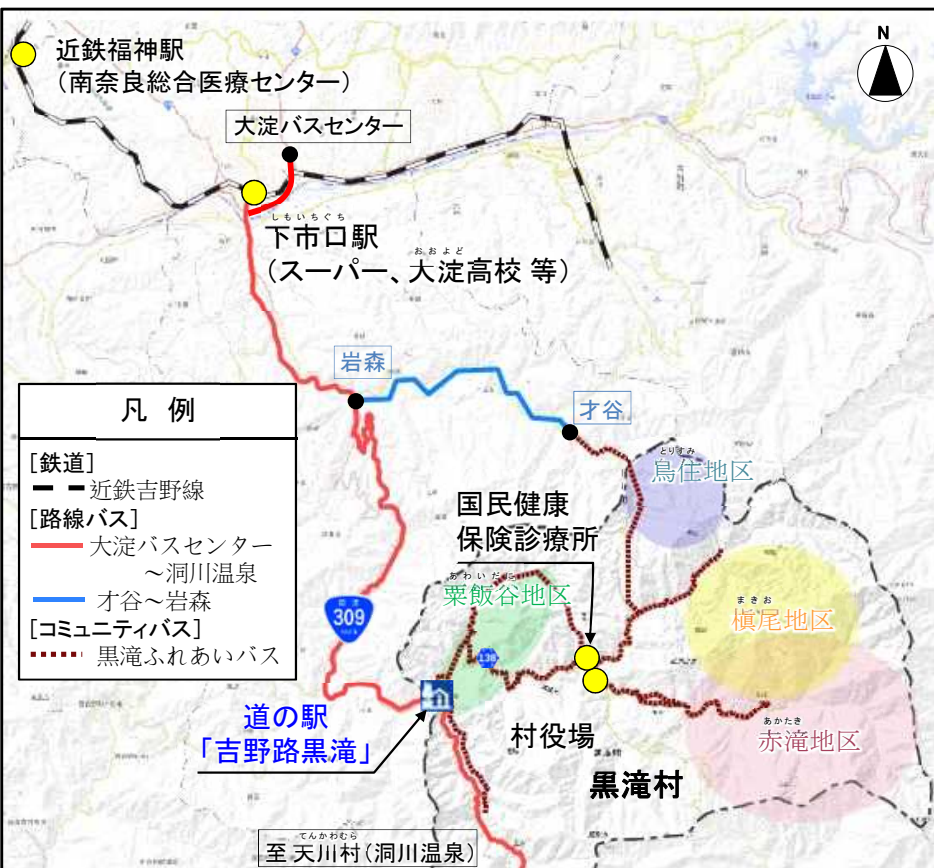 近鉄福神駅
(南奈良総合医療センター)
N
大淀バスセンター
しもいちぐち
下市口駅
おおよど
(スーパー、大淀高校 等)
岩森
才谷
凡 例
[鉄道]
近鉄吉野線
[路線バス]
大淀バスセンター
～洞川温泉
才谷～岩森
[コミュニティバス]
黒滝ふれあいバス
とりすみ
鳥住地区
国民健康
保険診療所
あわいだに
粟飯谷地区
まきお
槇尾地区
309
138
あかたき
赤滝地区
道の駅
「吉野路黒滝」
村役場
黒滝村
てんかわむら
至 天川村(洞川温泉)